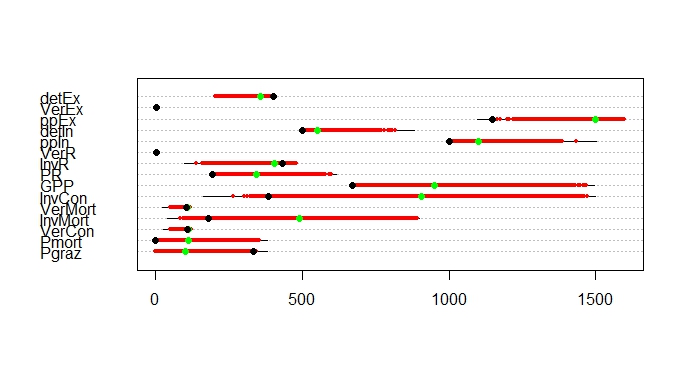 detEx
VerEx
ppEx
detIn
ppIn
VerR
InvR
PR
GPP
InvCon
VerMort
InvMort
VerCon
Pmort
Pgraz
0 500 1000 1500